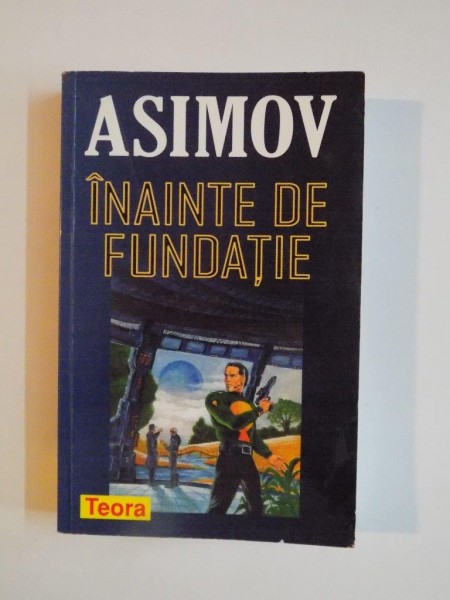 ASIMOV
ÎNAINTE DE
FUNDAȚIE
Teora